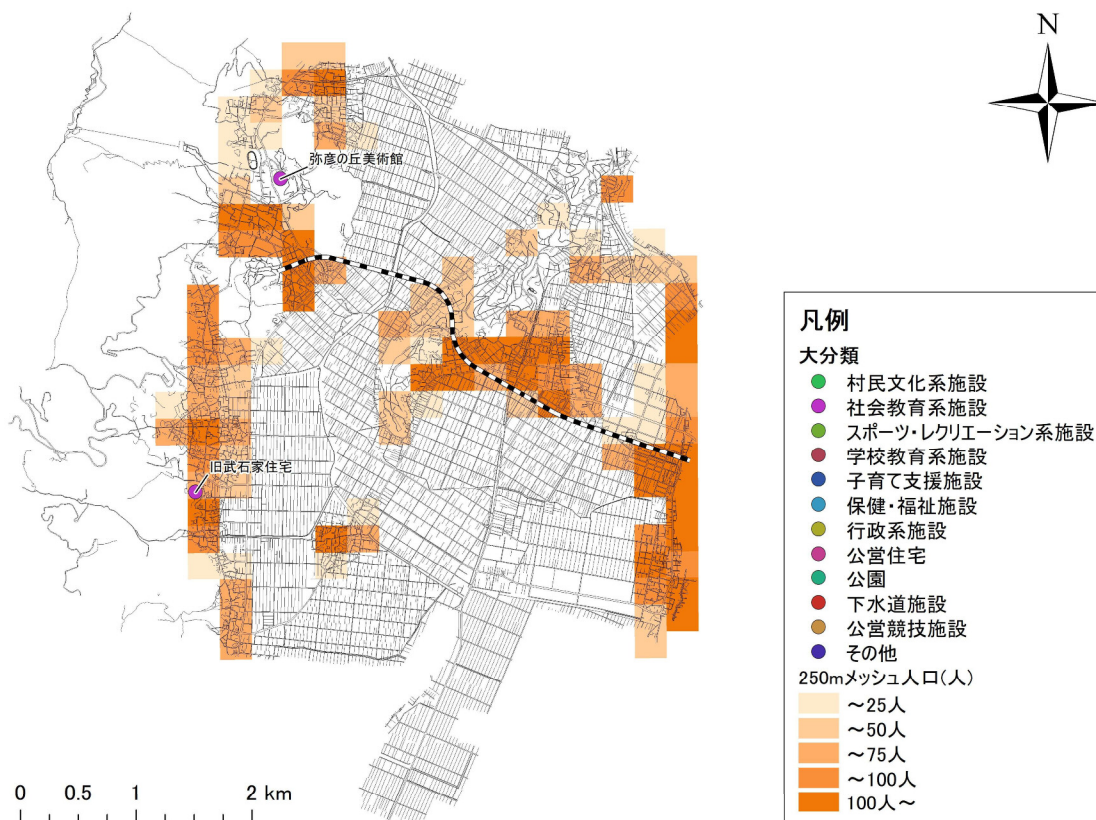 N
弥彦の丘美術館
旧武石家住宅
凡例
大分類
村民文化系施設
社会教育系施設
スポーツ・レクリエーション系施設
学校教育系施設
子育て支援施設
保健・福祉施設
行政系施設
公営住宅
公園
下水道施設
公営競技施設
その他
250mメッシュ人口(人)
～25人
～50人
～75人
～100人
100人～
0 0.5 1 2 km